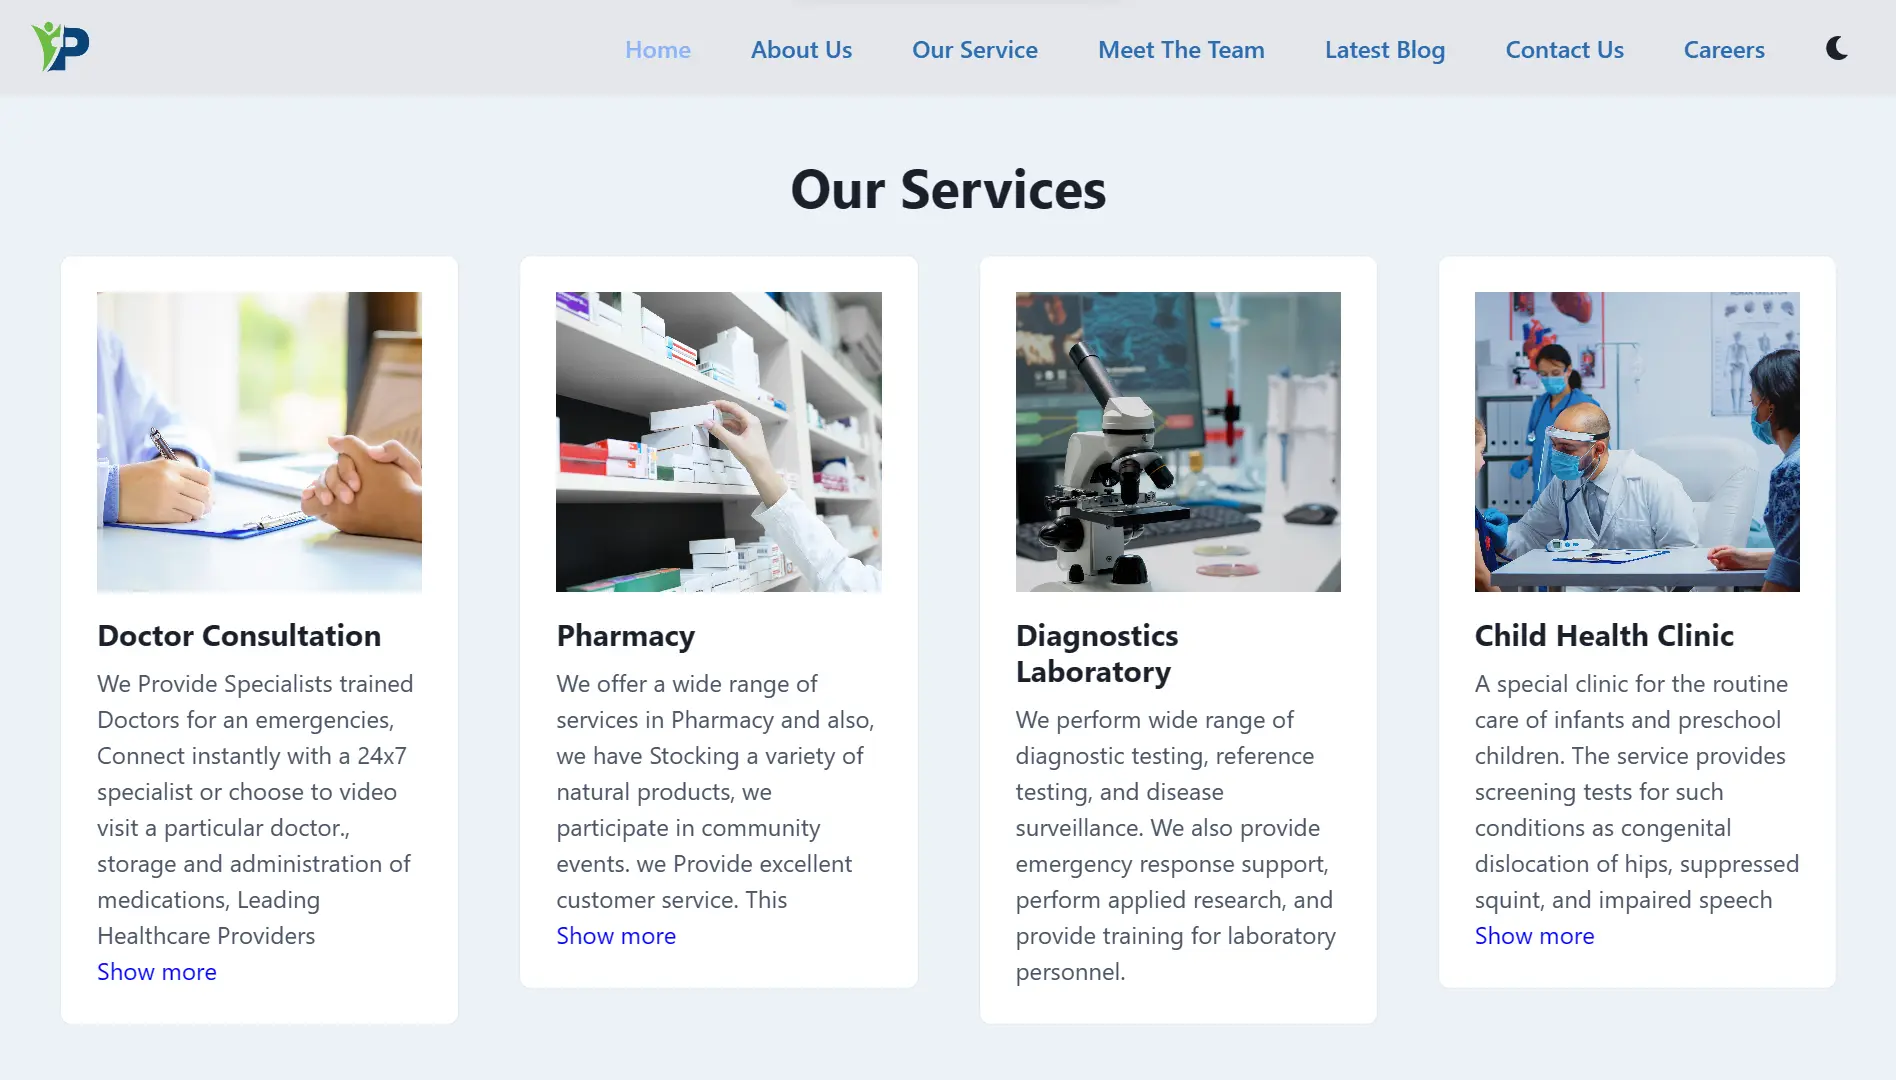 P
Home About Us Our Service Meet The Team Latest Blog Contact Us Careers
Our Services
Doctor Consultation
We Provide Specialists trained
Doctors for an emergencies,
Connect instantly with a 24x7
specialist or choose to video
visit a particular doctor.,
storage and administration of
medications, Leading
Healthcare Providers
Show more
Pharmacy
We offer a wide range of
services in Pharmacy and also,
we have Stocking a variety of
natural products, we
participate in community
events. we Provide excellent
customer service. This
Show more
Diagnostics
Laboratory
We perform wide range of
diagnostic testing, reference
testing, and disease
surveillance. We also provide
emergency response support,
perform applied research, and
provide training for laboratory
personnel.
Child Health Clinic
A special clinic for the routine
care of infants and preschool
children. The service provides
screening tests for such
conditions as congenital
dislocation of hips, suppressed
squint, and impaired speech
Show more